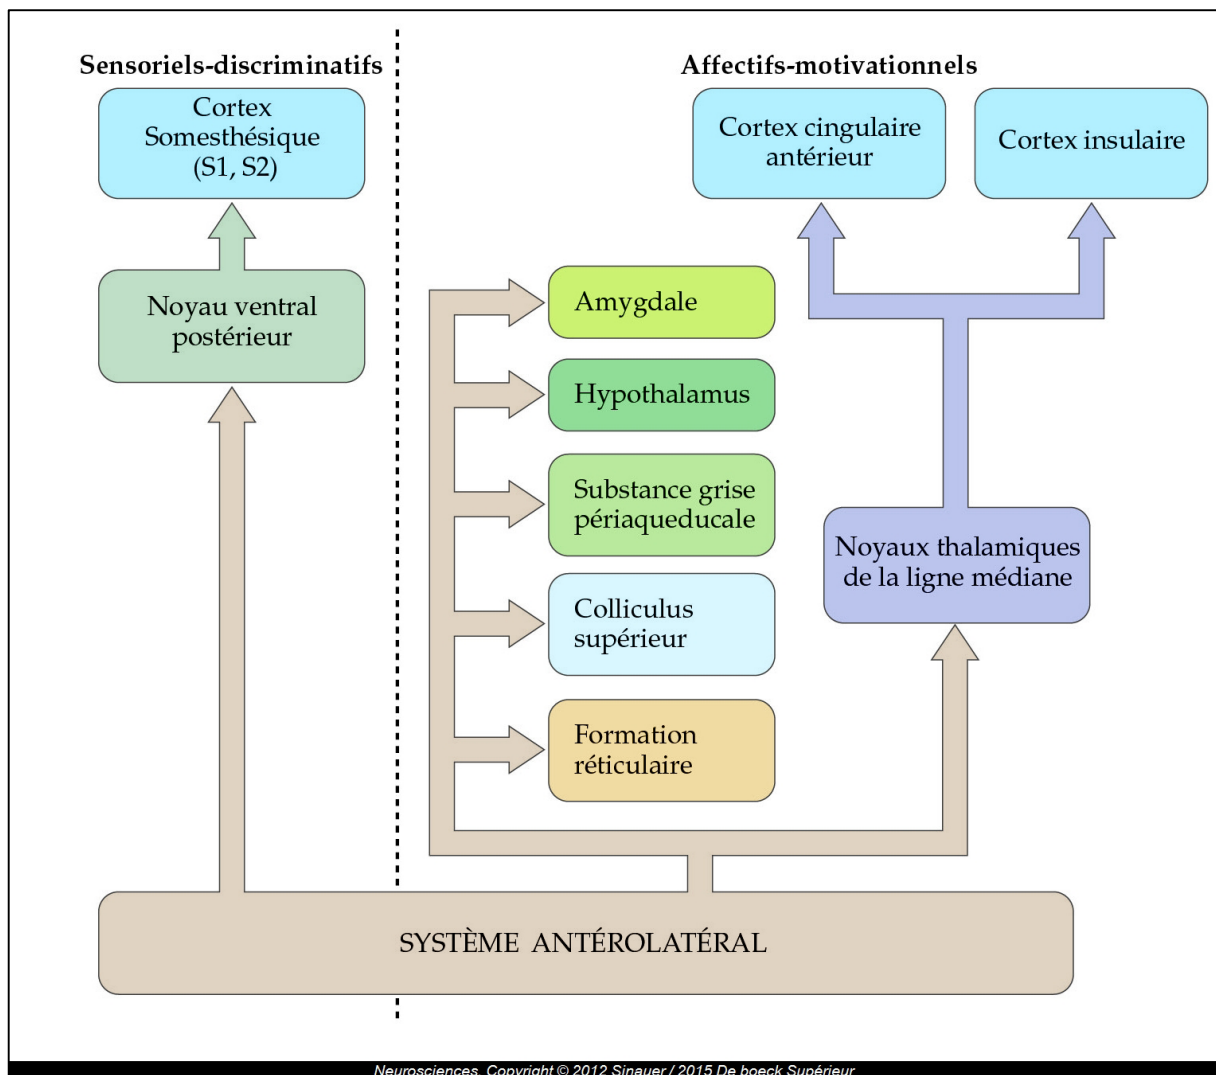 Sensoriels-discriminatifs
Cortex
Somesthésique
(S1, S2)
Noyau ventral
postérieur
Affectifs-motivationnels
Cortex cingulaire
antérieur
Cortex insulaire
Amygdale
Hypothalamus
Substance grise
périaqueducale
Colliculus
supérieur
Formation
réticulaire
Noyaux thalamiques
de la ligne médiane
SYSTÈME ANTÉROLATÉRAL
Neurosciences, Copyright © 2012 Sinauer / 2015 De boeck Supérieur